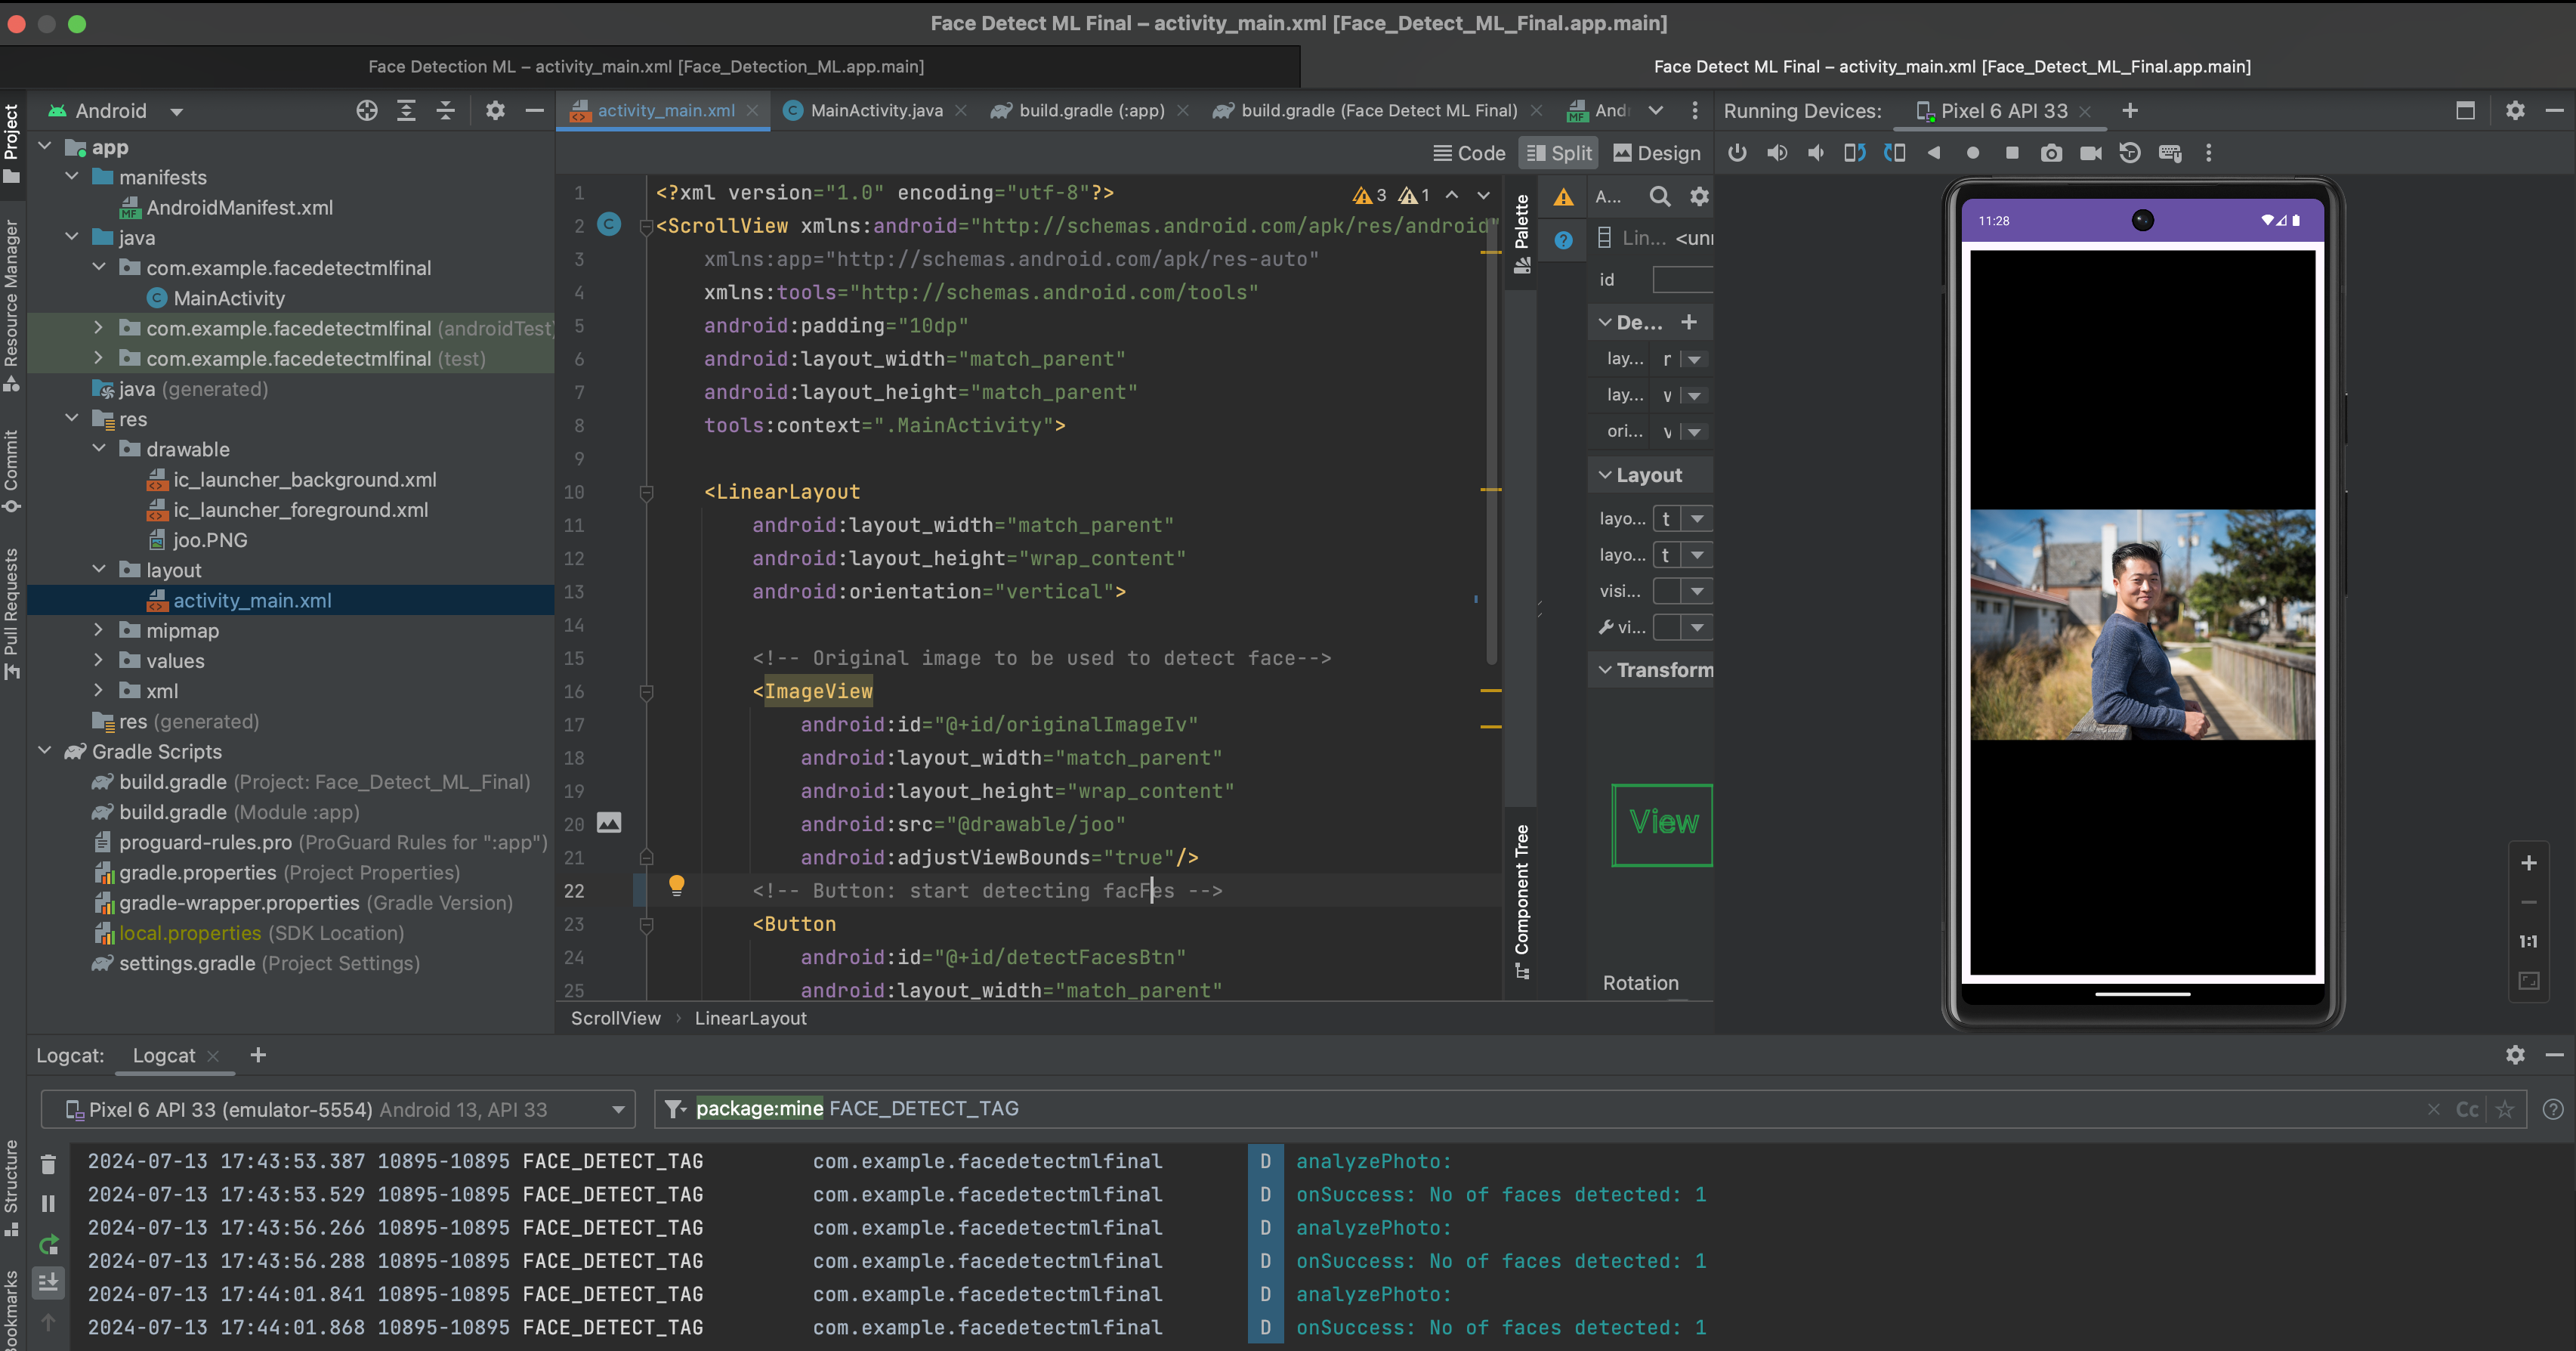 Face Detect ML Final – activity_main.xml [Face_Detect_ML_Final.app.main]
Face Detection ML – activity_main.xml [Face_Detection_ML.app.main]
Face Detect ML Final – activity_main.xml [Face_Detect_ML_Final.app.main]
Project
Resource Manager
Commit
Pull Requests
Structure
Android
app
manifests
AndroidManifest.xml
java
com.example.facedetectmlfinal
MainActivity
com.example.facedetectmlfinal (androidTest)
com.example.facedetectmlfinal (test)
java (generated)
res
drawable
ic_launcher_background.xml
ic_launcher_foreground.xml
joo.PNG
layout
activity_main.xml
mipmap
values
xml
res (generated)
Gradle Scripts
build.gradle (Project: Face_Detect_ML_Final)
build.gradle (Module :app)
proguard-rules.pro (ProGuard Rules for ":app")
gradle.properties (Project Properties)
gradle-wrapper.properties (Gradle Version)
local.properties (SDK Location)
settings.gradle (Project Settings)
activity_main.xml MainActivity.java build.gradle (:app) build.gradle (Face Detect ML Final) And
Code Split Design
3 1
1 <?xml version="1.0" encoding="utf-8"?>
2 <ScrollView xmlns:android="http://schemas.android.com/apk/res/android"
3 xmlns:app="http://schemas.android.com/apk/res-auto"
4 xmlns:tools="http://schemas.android.com/tools"
5 android:padding="10dp"
6 android:layout_width="match_parent"
7 android:layout_height="match_parent"
8 tools:context=".MainActivity">
9
10 <LinearLayout
11 android:layout_width="match_parent"
12 android:layout_height="wrap_content"
13 android:orientation="vertical">
14
15 <!-- Original image to be used to detect face-->
16 <ImageView
17 android:id="@+id/originalImageIv"
18 android:layout_width="match_parent"
19 android:layout_height="wrap_content"
20 android:src="@drawable/joo"
21 android:adjustViewBounds="true"/>
22 <!-- Button: start detecting facFes -->
23 <Button
24 android:id="@+id/detectFacesBtn"
25 android:layout_width="match_parent"
ScrollView › LinearLayout
Palette
Component Tree
A...
Lin... <unn
id
De...
lay... r
lay... v
ori... v
Layout
layo... t
layo... t
visi...
vi...
Transform
View
Rotation
Running Devices: Pixel 6 API 33
11:28
1:1
Logcat: Logcat
Pixel 6 API 33 (emulator-5554) Android 13, API 33
package:mine FACE_DETECT_TAG
Cc
2024-07-13 17:43:53.387 10895-10895 FACE_DETECT_TAG com.example.facedetectmlfinal D analyzePhoto:
2024-07-13 17:43:53.529 10895-10895 FACE_DETECT_TAG com.example.facedetectmlfinal D onSuccess: No of faces detected: 1
2024-07-13 17:43:56.266 10895-10895 FACE_DETECT_TAG com.example.facedetectmlfinal D analyzePhoto:
2024-07-13 17:43:56.288 10895-10895 FACE_DETECT_TAG com.example.facedetectmlfinal D onSuccess: No of faces detected: 1
2024-07-13 17:44:01.841 10895-10895 FACE_DETECT_TAG com.example.facedetectmlfinal D analyzePhoto:
2024-07-13 17:44:01.868 10895-10895 FACE_DETECT_TAG com.example.facedetectmlfinal D onSuccess: No of faces detected: 1